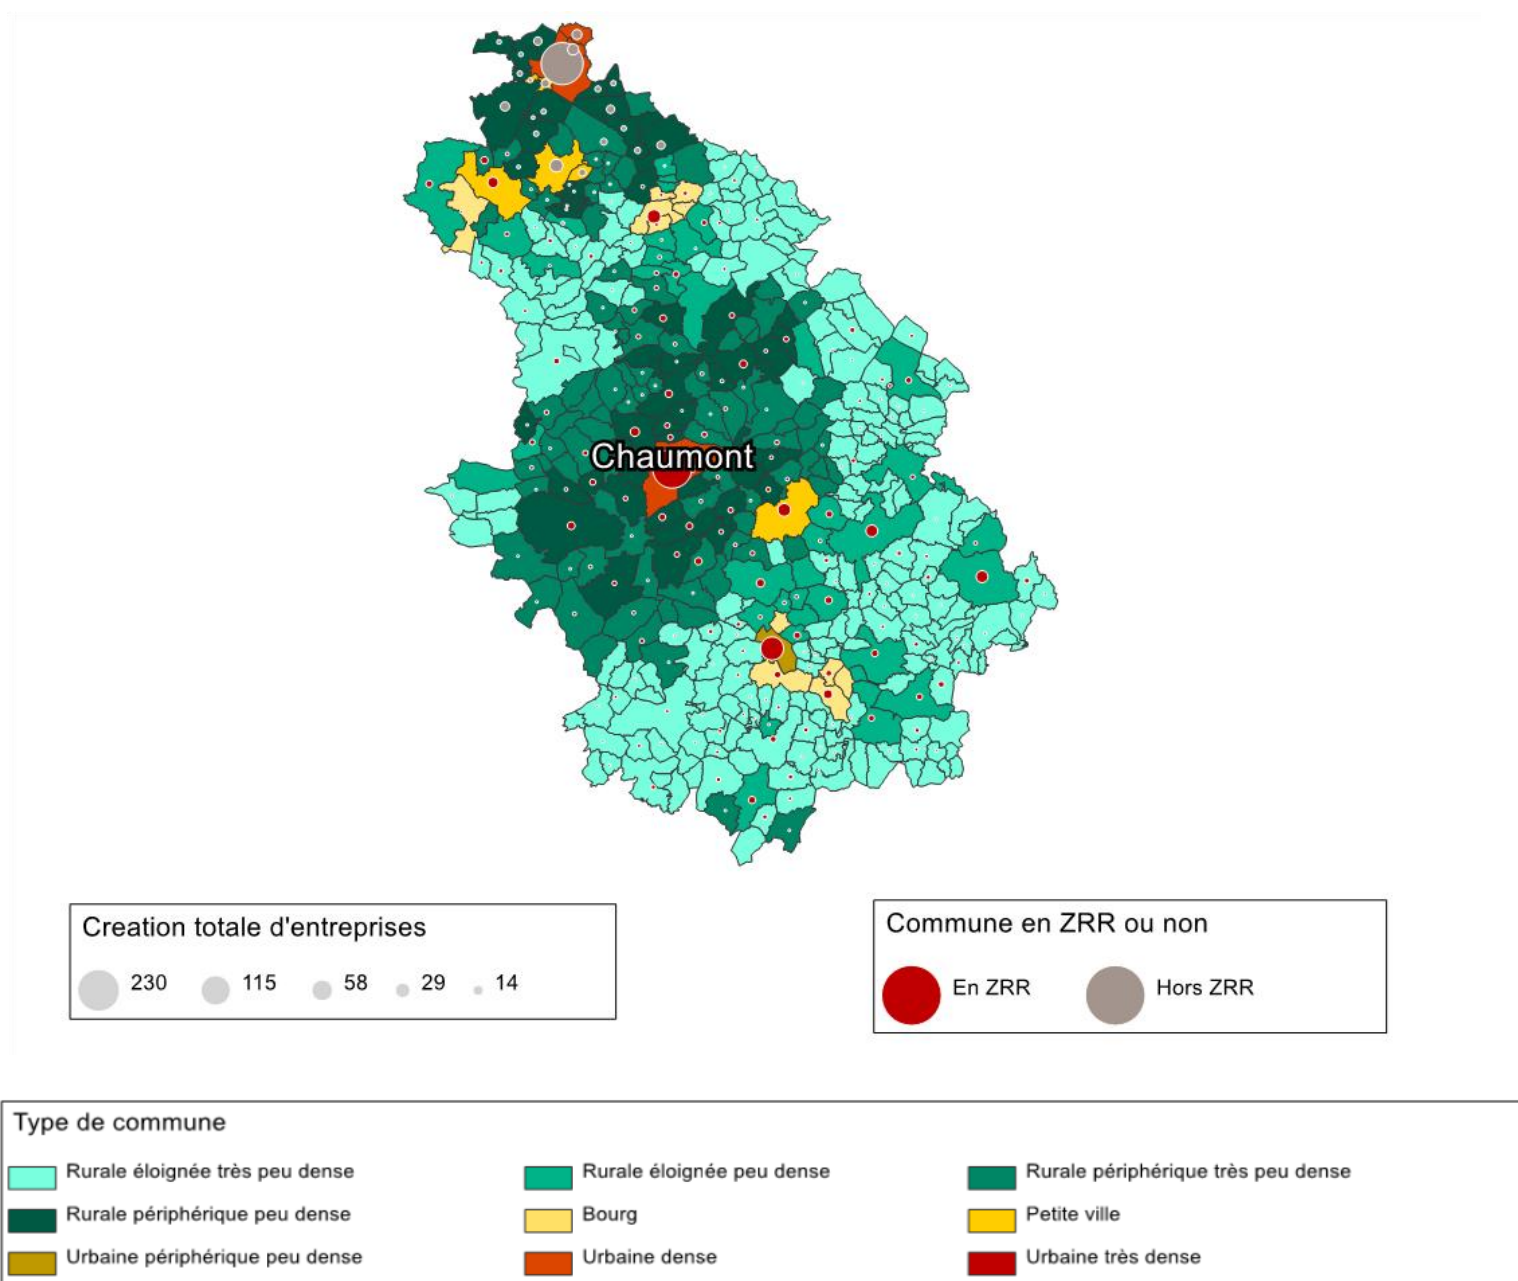 Chaumont
Creation totale d'entreprises
230 115 58 29 14
Commune en ZRR ou non
En ZRR Hors ZRR
Type de commune
Rurale éloignée très peu dense Rurale éloignée peu dense Rurale périphérique très peu dense
Rurale périphérique peu dense Bourg Petite ville
Urbaine périphérique peu dense Urbaine dense Urbaine très dense